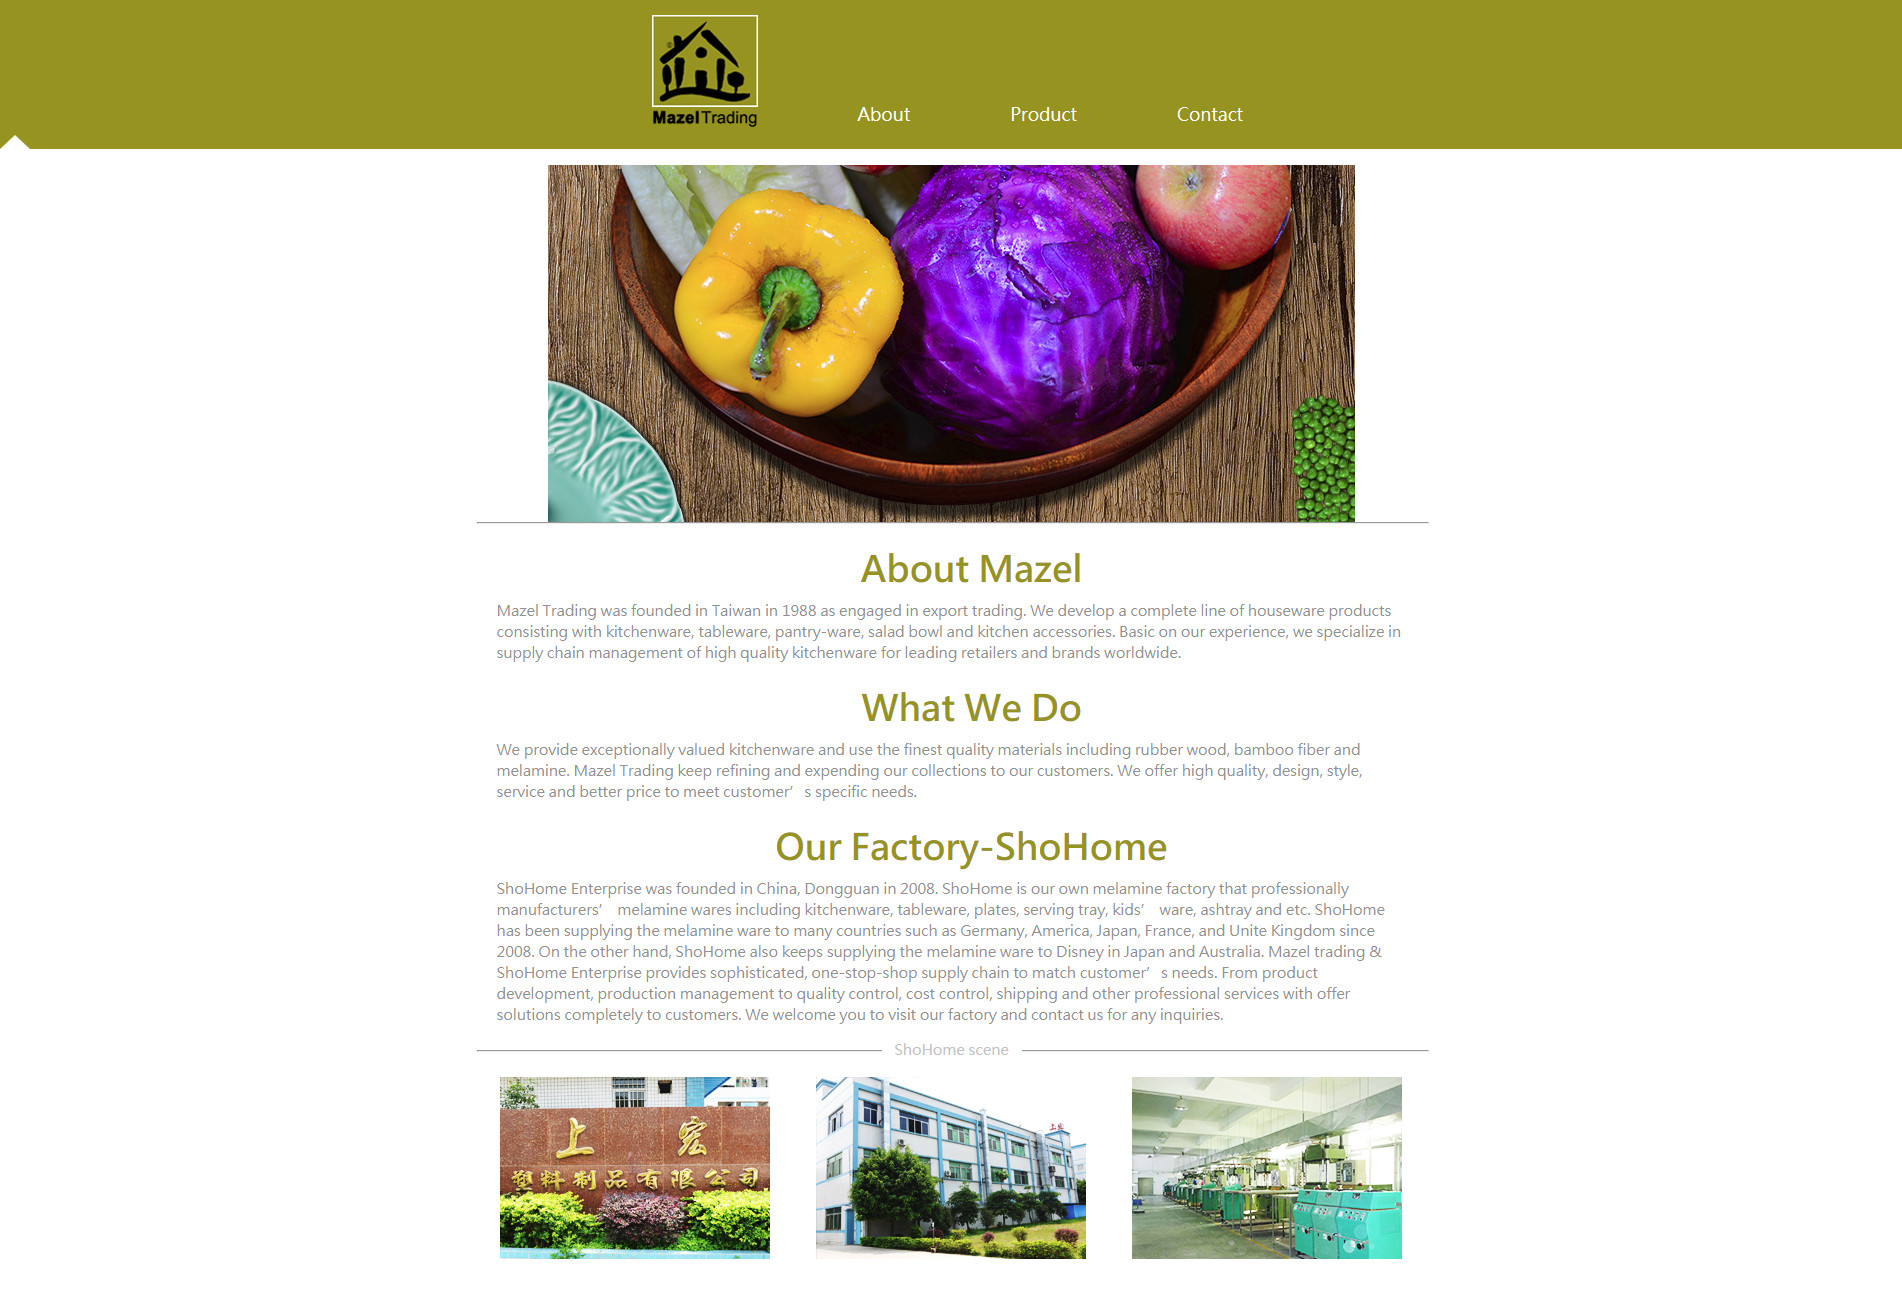 Mazel Trading
About
Product
Contact
About Mazel
Mazel Trading was founded in Taiwan in 1988 as engaged in export trading. We develop a complete line of houseware products
consisting with kitchenware, tableware, pantry-ware, salad bowl and kitchen accessories. Basic on our experience, we specialize in
supply chain management of high quality kitchenware for leading retailers and brands worldwide.
What We Do
We provide exceptionally valued kitchenware and use the finest quality materials including rubber wood, bamboo fiber and
melamine. Mazel Trading keep refining and expending our collections to our customers. We offer high quality, design, style,
service and better price to meet customer’s specific needs.
Our Factory-ShoHome
ShoHome Enterprise was founded in China, Dongguan in 2008. ShoHome is our own melamine factory that professionally
manufacturers’ melamine wares including kitchenware, tableware, plates, serving tray, kids’ ware, ashtray and etc. ShoHome
has been supplying the melamine ware to many countries such as Germany, America, Japan, France, and Unite Kingdom since
2008. On the other hand, ShoHome also keeps supplying the melamine ware to Disney in Japan and Australia. Mazel trading &
ShoHome Enterprise provides sophisticated, one-stop-shop supply chain to match customer’s needs. From product
development, production management to quality control, cost control, shipping and other professional services with offer
solutions completely to customers. We welcome you to visit our factory and contact us for any inquiries.
ShoHome scene
上宏
塑料制品有限公司
上宏